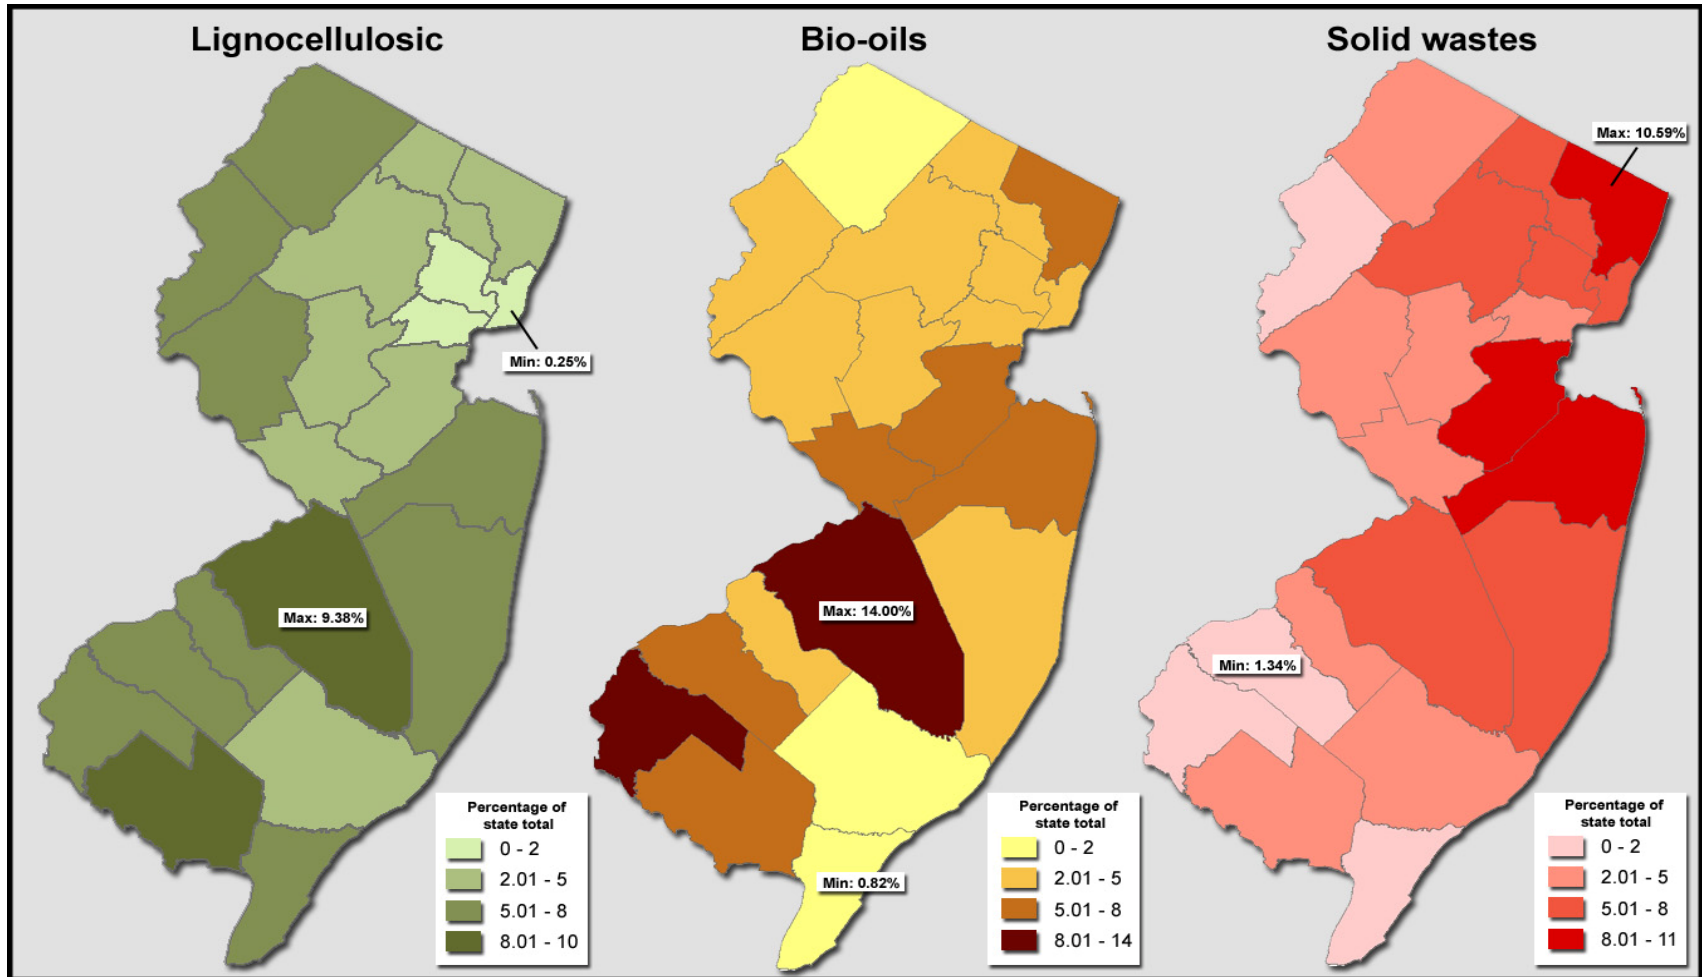 Lignocellulosic
Min: 0.25%
Max: 9.38%
Percentage of
state total
0 - 2
2.01 - 5
5.01 - 8
8.01 - 10
Bio-oils
Max: 14.00%
Min: 0.82%
Percentage of
state total
0 - 2
2.01 - 5
5.01 - 8
8.01 - 14
Solid wastes
Max: 10.59%
Min: 1.34%
Percentage of
state total
0 - 2
2.01 - 5
5.01 - 8
8.01 - 11